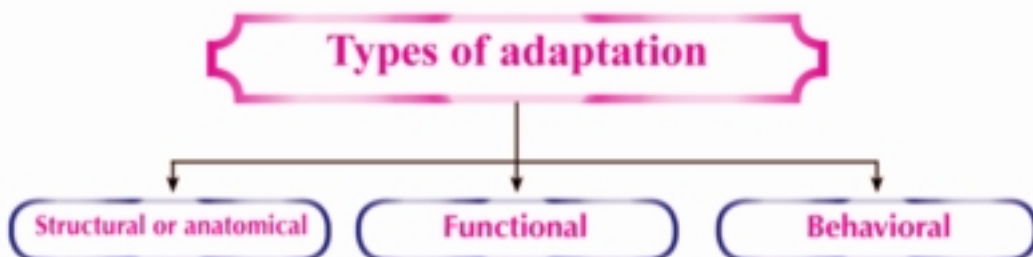 Types of adaptation
Structural or anatomical
Functional
Behavioral